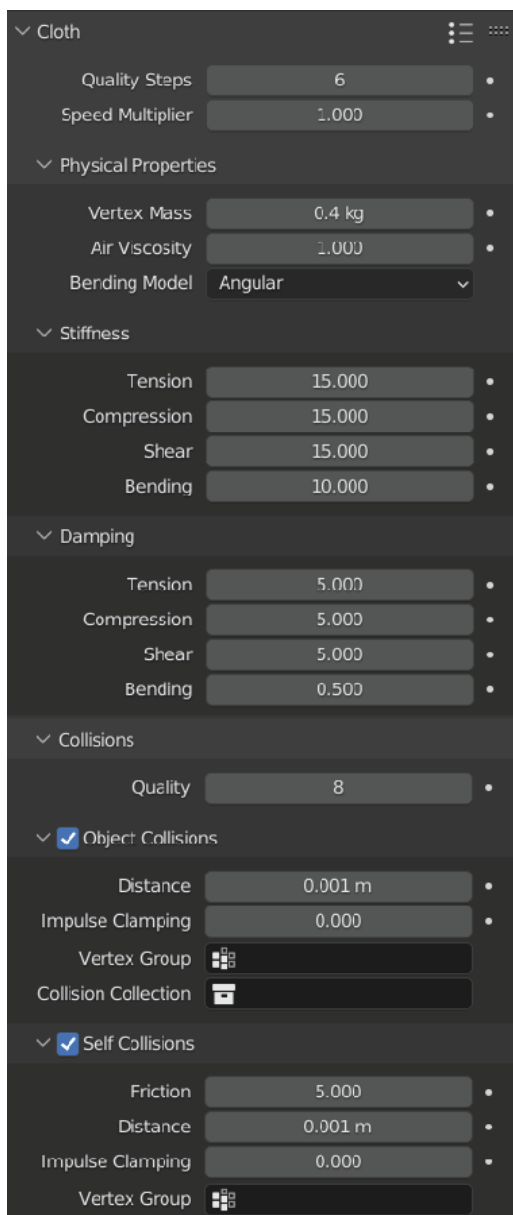 Cloth
Quality Steps 6
Speed Multiplier 1.000
Physical Properties
Vertex Mass 0.4 kg
Air Viscosity 1.000
Bending Model Angular
Stiffness
Tension 15.000
Compression 15.000
Shear 15.000
Bending 10.000
Damping
Tension 5.000
Compression 5.000
Shear 5.000
Bending 0.500
Collisions
Quality 8
Object Collisions
Distance 0.001 m
Impulse Clamping 0.000
Vertex Group
Collision Collection
Self Collisions
Friction 5.000
Distance 0.001 m
Impulse Clamping 0.000
Vertex Group